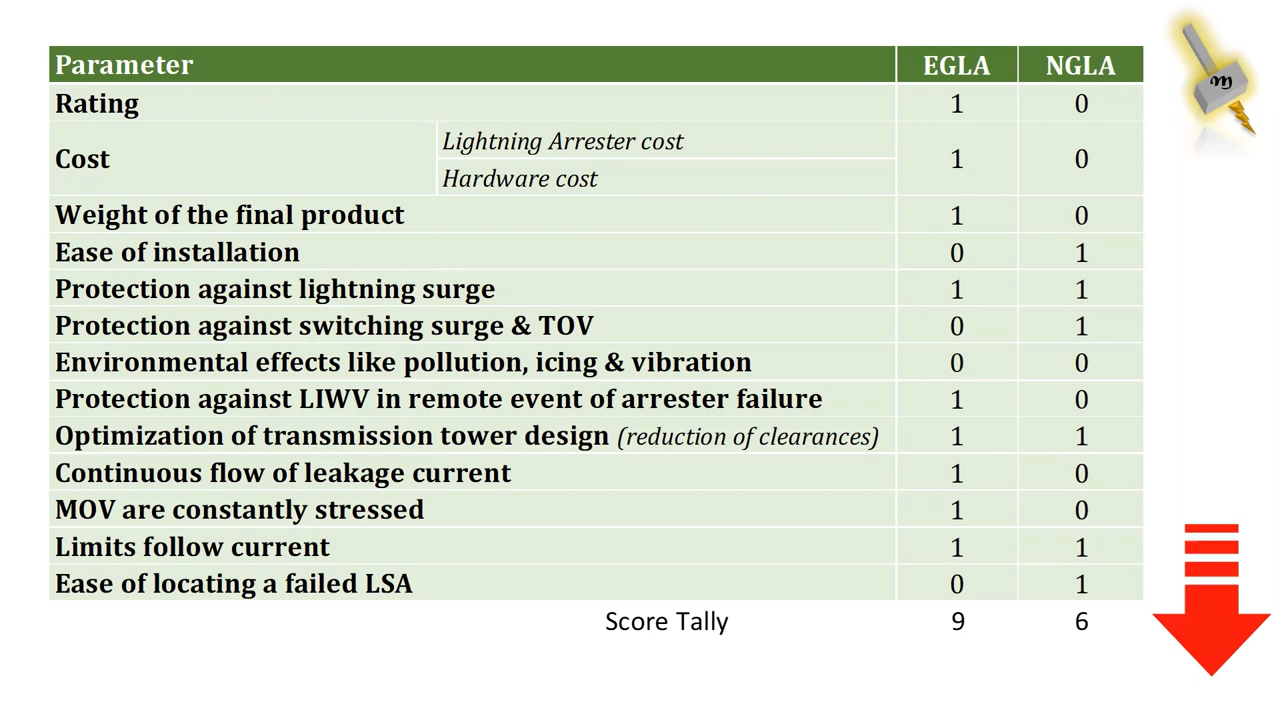 Parameter EGLA NGLA
Rating 1 0
Cost Lightning Arrester cost 1 0
Hardware cost
Weight of the final product 1 0
Ease of installation 0 1
Protection against lightning surge 1 1
Protection against switching surge & TOV 0 1
Environmental effects like pollution, icing & vibration 0 0
Protection against LIWV in remote event of arrester failure 1 0
Optimization of transmission tower design (reduction of clearances) 1 1
Continuous flow of leakage current 1 0
MOV are constantly stressed 1 0
Limits follow current 1 1
Ease of locating a failed LSA 0 1
Score Tally 9 6